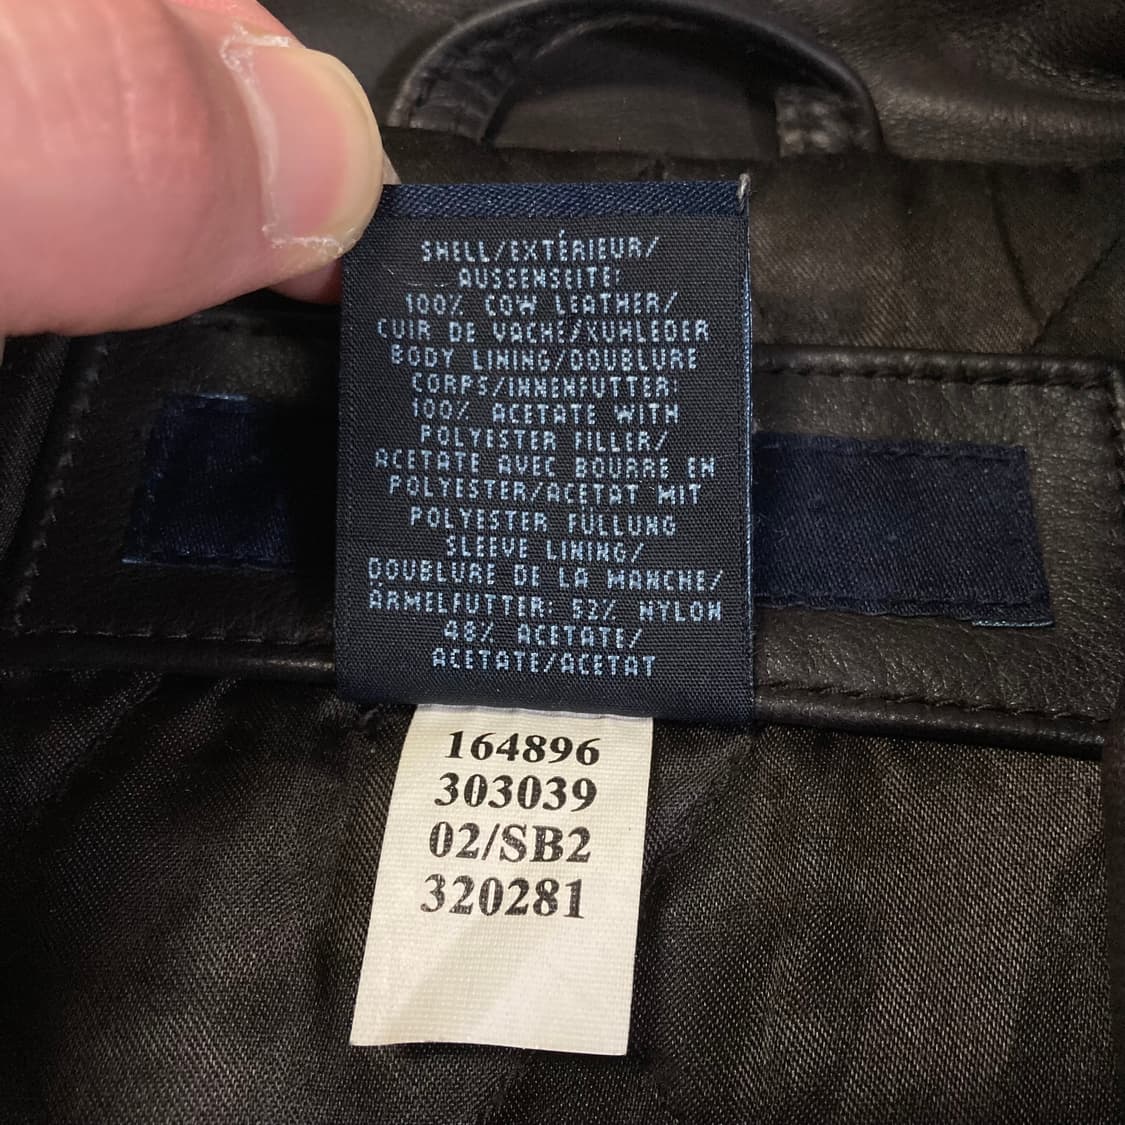 SHELL/EXTÉRIEUR/
AUSSENSEITE:
100% COW LEATHER/
CUIR DE VACHE/KUHLEDER
BODY LINING/DOUBLURE
CORPS/INNENFUTTER:
100% ACETATE WITH
POLYESTER FILLER/
ACETATE AVEC BOURRE EN
POLYESTER/ACETAT MIT
POLYESTER FÜLLUNG
SLEEVE LINING/
DOUBLURE DE LA MANCHE/
ÄRMELFUTTER: 52% NYLON
48% ACETATE/
ACETATE/ACETAT
164896
303039
02/SB2
320281